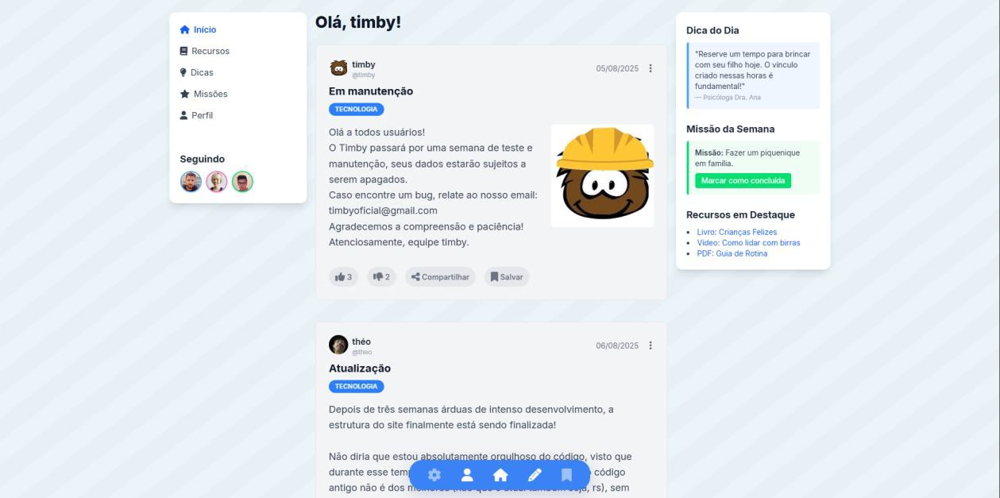 Início
Recursos
Dicas
Missões
Perfil
Seguindo
Olá, timby!
timby
@timby
05/08/2025
Em manutenção
TECNOLOGIA
Olá a todos usuários!
O Timby passará por uma semana de teste e
manutenção, seus dados estarão sujeitos a
serem apagados.
Caso encontre um bug, relate ao nosso email:
timbyoficial@gmail.com
Agradecemos a compreensão e paciência!
Atenciosamente, equipe timby.
3
2
Compartilhar
Salvar
théo
@theo
06/08/2025
Atualização
TECNOLOGIA
Depois de três semanas árduas de intenso desenvolvimento, a
estrutura do site finalmente está sendo finalizada!
Não diria que estou absolutamente orgulhoso do código, visto que
durante esse código
antigo não é dos rs), sem
Dica do Dia
"Reserve um tempo para brincar
com seu filho hoje. O vínculo
criado nessas horas é
fundamental!"
— Psicóloga Dra. Ana
Missão da Semana
Missão: Fazer um piquenique
em família.
Marcar como concluída
Recursos em Destaque
Livro: Crianças Felizes
Vídeo: Como lidar com birras
PDF: Guia de Rotina